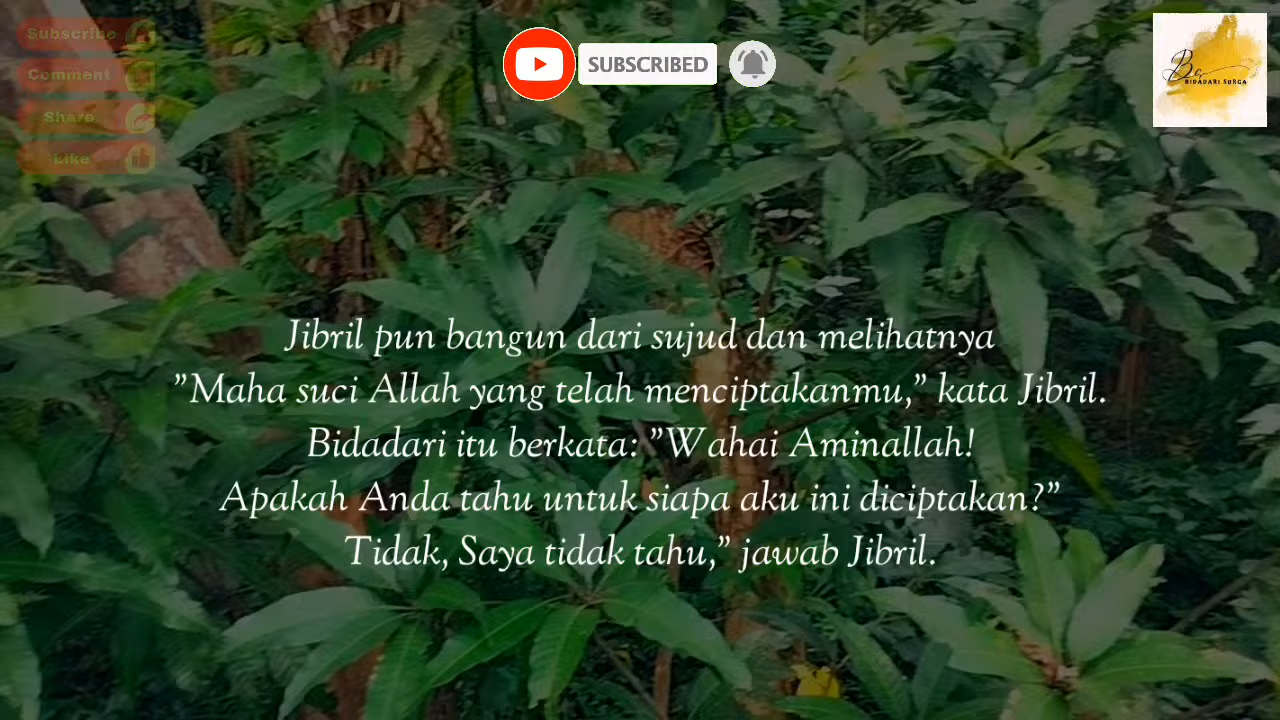 Subscribe
Comment
Share
Like
SUBSCRIBED
Ba
BIDADARI SURGA
Jibril pun bangun dari sujud dan melihatnya
”Maha suci Allah yang telah menciptakanmu,” kata Jibril.
Bidadari itu berkata: ”Wahai Aminallah!
Apakah Anda tahu untuk siapa aku ini diciptakan?”
Tidak, Saya tidak tahu,” jawab Jibril.